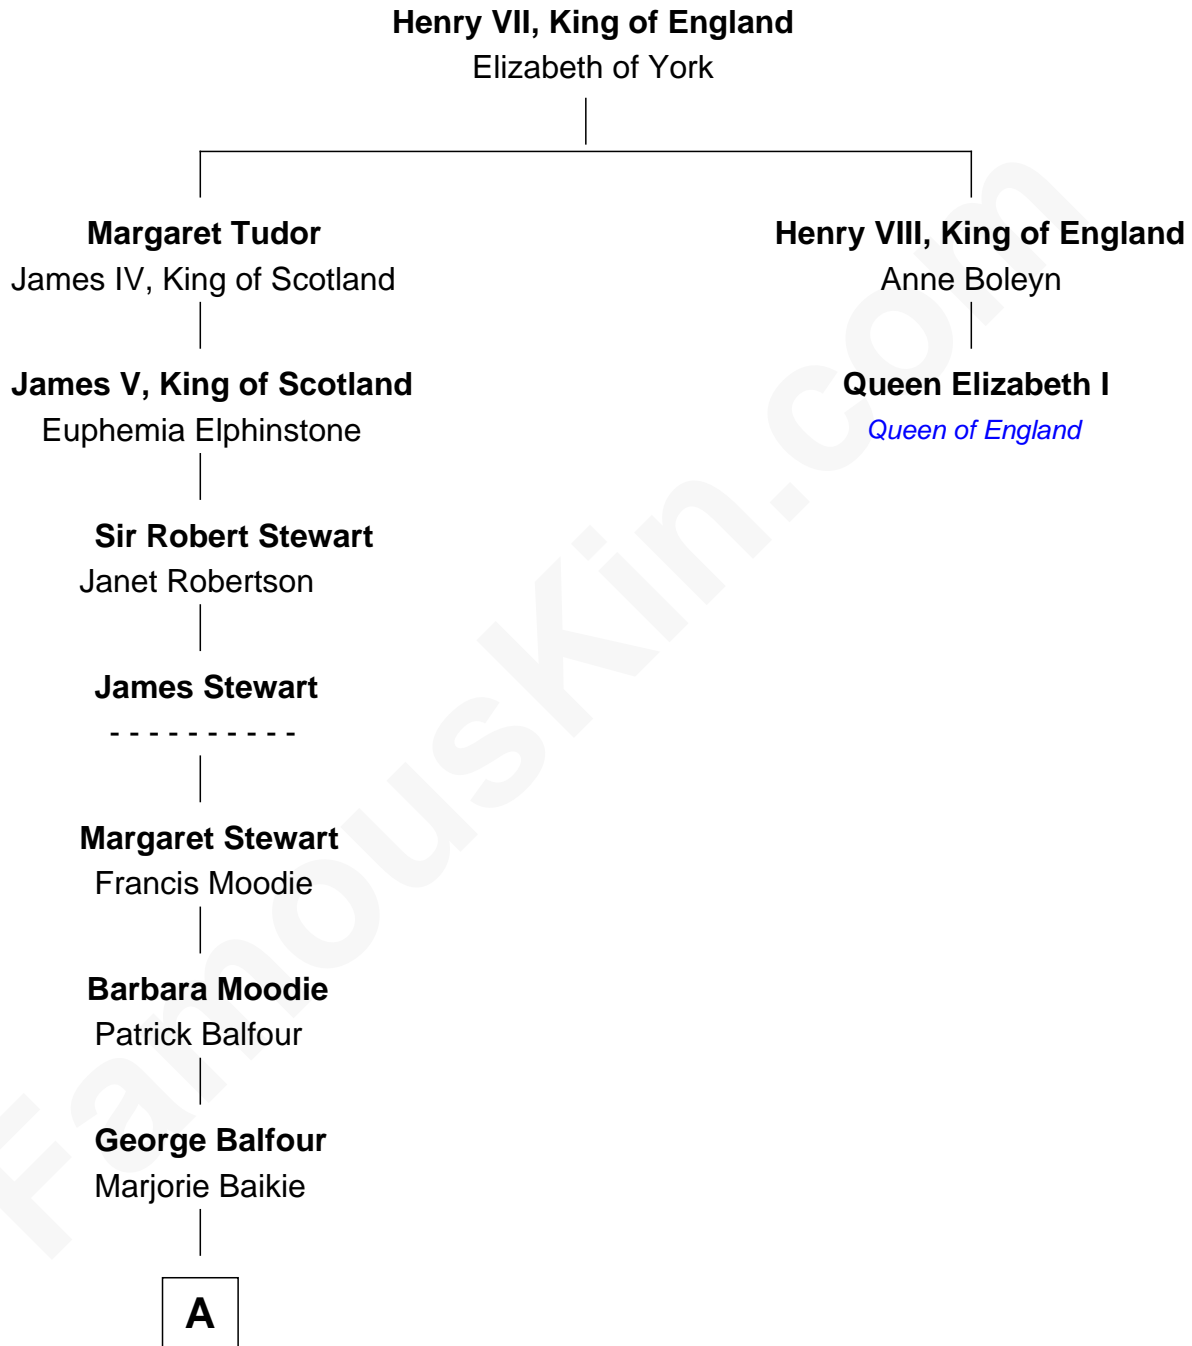 Henry VII, King of England
Elizabeth of York
Margaret Tudor
James IV, King of Scotland
Henry VIII, King of England
Anne Boleyn
James V, King of Scotland
Euphemia Elphinstone
Queen Elizabeth I
Queen of England
Sir Robert Stewart
Janet Robertson
James Stewart
- - - - - - - - - -
Margaret Stewart
Francis Moodie
Barbara Moodie
Patrick Balfour
George Balfour
Marjorie Baikie
A
FamousKin.com